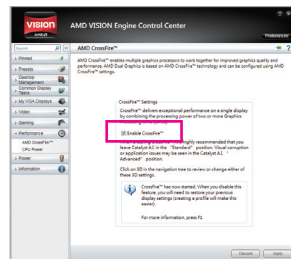 VISION
AMD
AMD VISION Engine Control Center
Preferences
Search
AMD CrossFire™
Pinned
Presets
Desktop Management
Common Display Tasks
My VGA Displays
Video
Gaming
Performance
AMD CrossFire™
CPU Power
Power
Information
AMD CrossFire™ enables multiple graphics processors to work together for improved graphics quality and
performance. AMD Dual Graphics is based on AMD CrossFire™ technology and can be configured using AMD
CrossFire™ settings.
CrossFire™ Settings
CrossFire™ delivers exceptional performance on a single display
by combining the processing power of two or more Graphics
Enable CrossFire™
highly recommended that you
leave Catalyst A.I. in the "Standard" position. Visual corruption
or application issues may be seen in the Catalyst A.I. "
Advanced" position.
Click on 3D in the navigation tree to review or change either of
these 3D settings.
CrossFire™ has now started. When you disable this
feature, you will need to restore your previous
display settings (creating a profile will make this
easier).
For more information, press F1
Discard
Apply